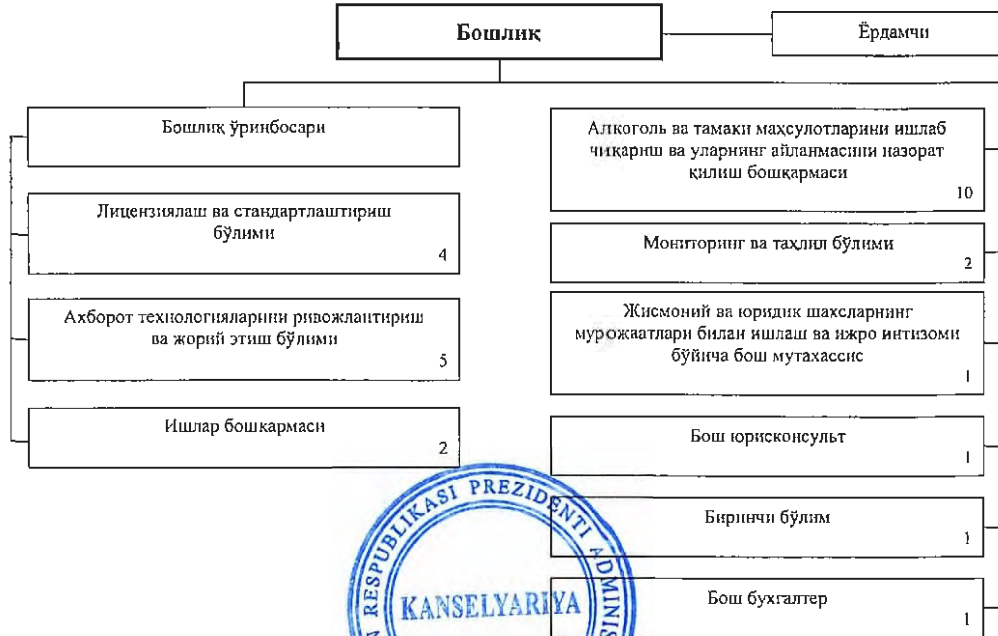 Бошлиқ
Ёрдамчи
Бошлиқ ўринбосари
Лицензиялаш ва стандартлаштириш
бўлими
4
Ахборот технологияларини ривожлантириш
ва жорий этиш бўлими
5
Ишлар бошқармаси
2
Алкоголь ва тамаки маҳсулотларини ишлаб
чиқариш ва уларнинг айланмасини назорат
қилиш бошқармаси
10
Мониторинг ва таҳлил бўлими
2
Жисмоний ва юридик шахсларнинг
мурожаатлари билан ишлаш ва ижро интизоми
бўйича бош мутахассис
1
Бош юрисконсульт
1
Биринчи бўлим
1
Бош бухгалтер
1
N RESPUBLIKASI PREZIDENTI ADMINIS
KANSELYARIYA